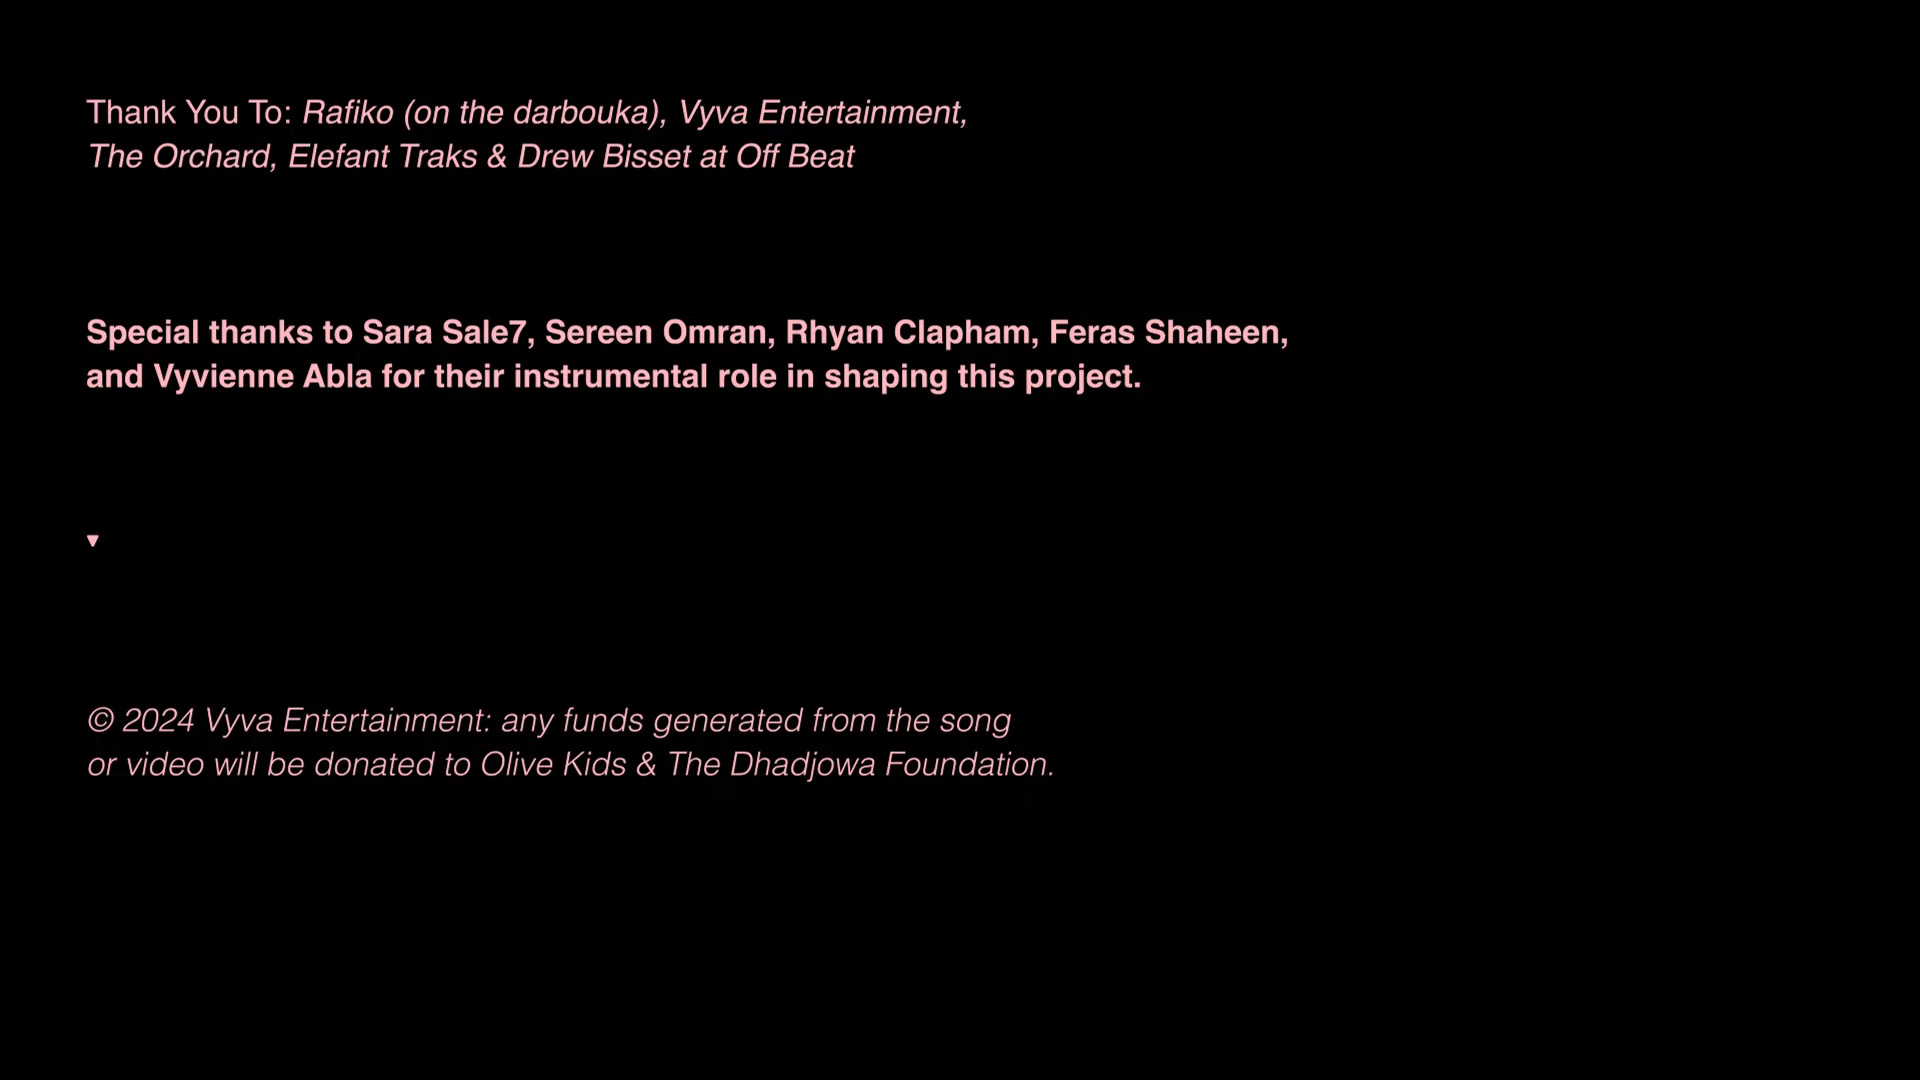 Thank You To: Rafiko (on the darbouka), Vyva Entertainment,
The Orchard, Elefant Traks & Drew Bisset at Off Beat
Special thanks to Sara Sale7, Sereen Omran, Rhyan Clapham, Feras Shaheen,
and Vyvienne Abla for their instrumental role in shaping this project.
© 2024 Vyva Entertainment: any funds generated from the song
or video will be donated to Olive Kids & The Dhadjowa Foundation.